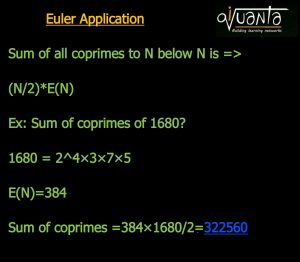 Euler Application
Quanta
Building learning networks
Sum of all coprimes to N below N is =>
(N/2)*E(N)
Ex: Sum of coprimes of 1680?
1680 = 2^4×3×7×5
E(N)=384
Sum of coprimes =384×1680/2=322560